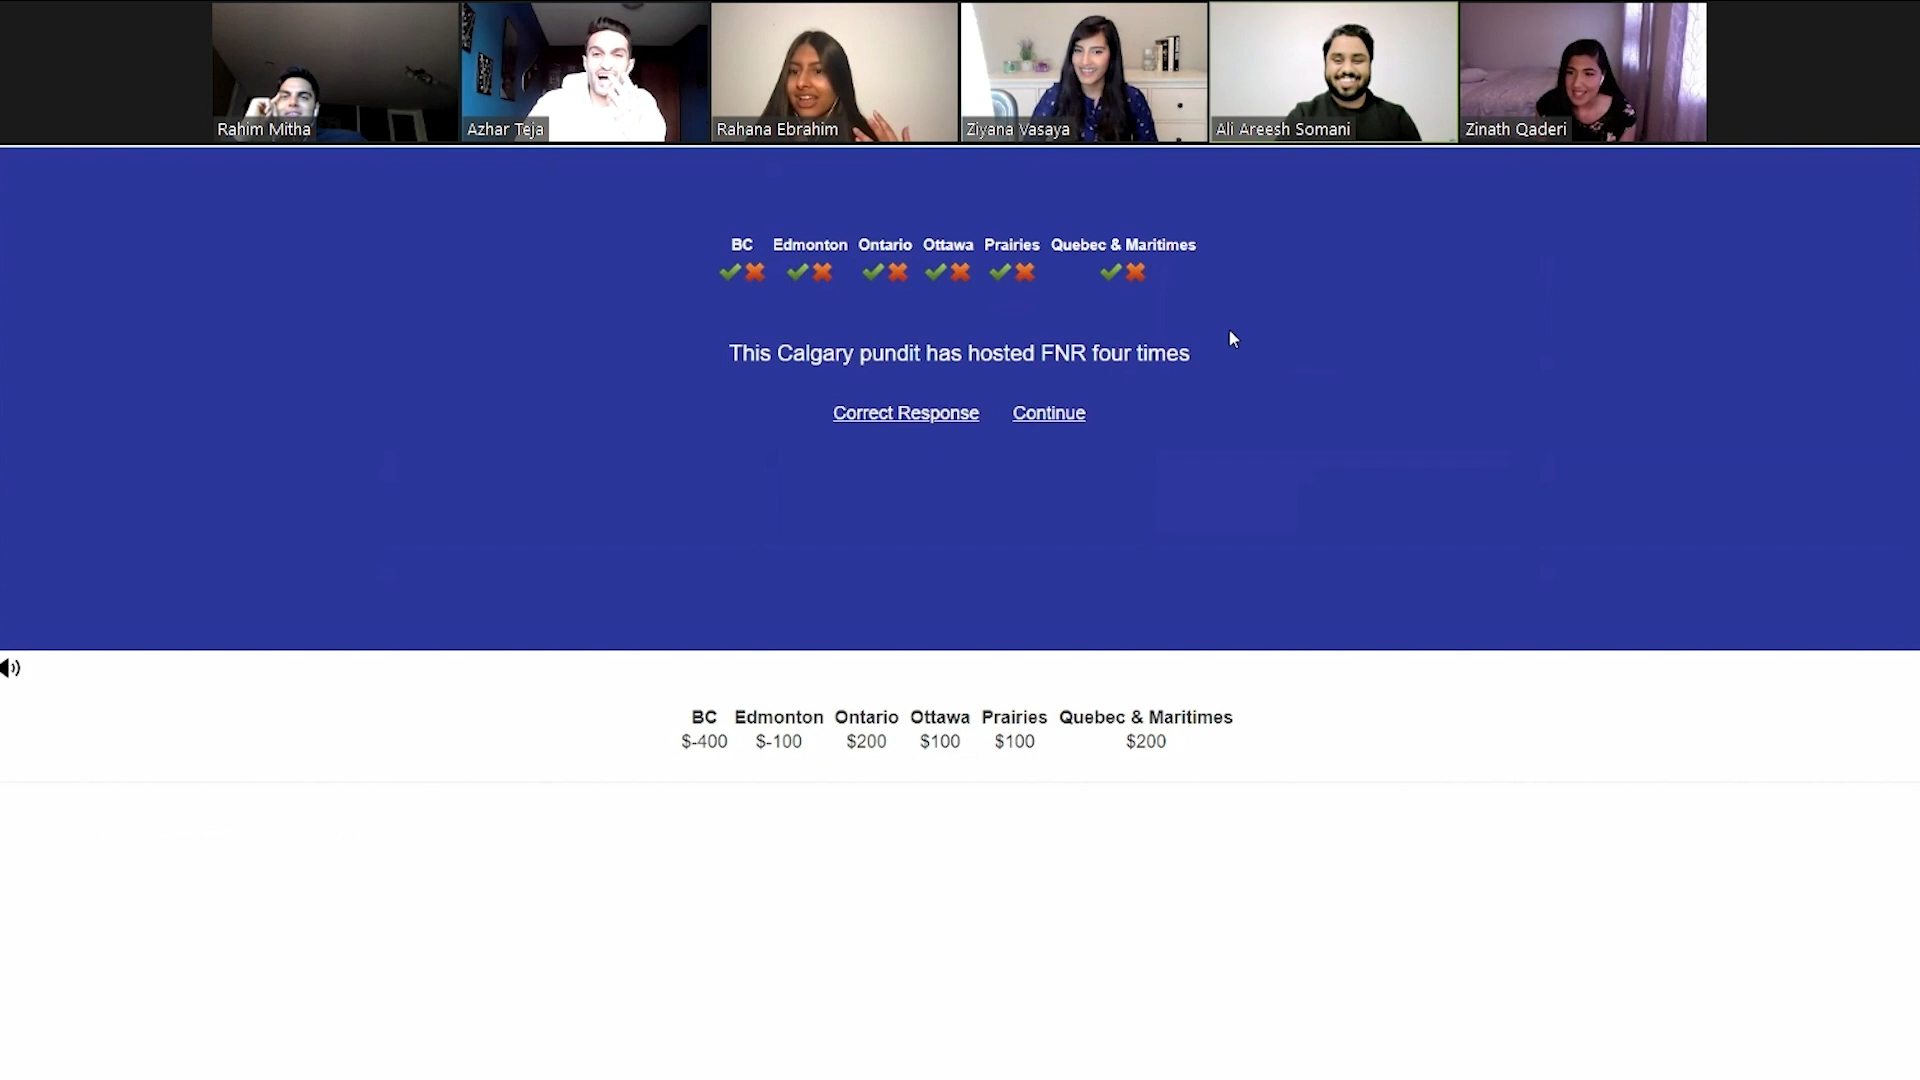 Rahim Mitha Azhar Teja Rahana Ebrahim Ziyana Vasaya Ali Areesh Somani Zinath Qaderi
BC Edmonton Ontario Ottawa Prairies Quebec & Maritimes
This Calgary pundit has hosted FNR four times
Correct Response Continue
BC Edmonton Ontario Ottawa Prairies Quebec & Maritimes
$-400 $-100 $200 $100 $100 $200